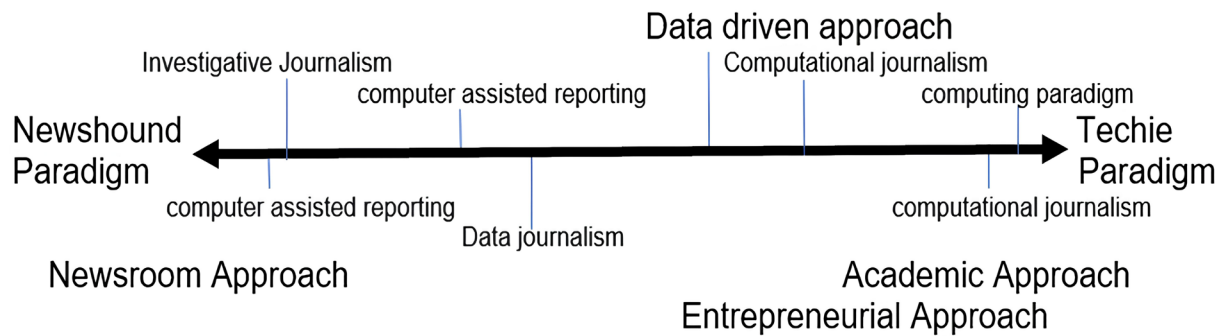 Data driven approach
Investigative Journalism
Computational journalism
computer assisted reporting
computing paradigm
Newshound
Paradigm
Techie
Paradigm
computer assisted reporting
computational journalism
Data journalism
Newsroom Approach
Academic Approach
Entrepreneurial Approach